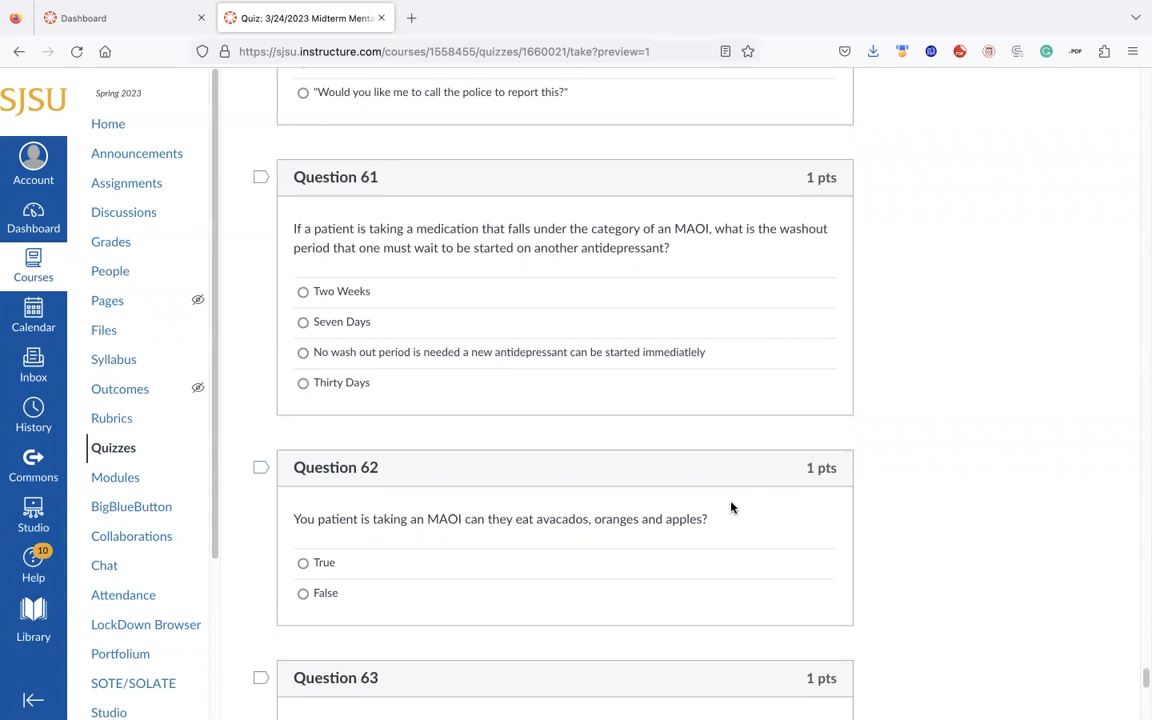 Dashboard
Quiz: 3/24/2023 Midterm Menta
https://sjsu.instructure.com/courses/1558455/quizzes/1660021/take?preview=1
.PDF
SJSU
Account
Dashboard
Courses
Calendar
Inbox
History
Commons
Studio
10
Help
Library
Spring 2023
Home
Announcements
Assignments
Discussions
Grades
People
Pages
Files
Syllabus
Outcomes
Rubrics
Quizzes
Modules
BigBlueButton
Collaborations
Chat
Attendance
LockDown Browser
Portfolium
SOTE/SOLATE
Studio
"Would you like me to call the police to report this?"
Question 61
1 pts
If a patient is taking a medication that falls under the category of an MAOI, what is the washout
period that one must wait to be started on another antidepressant?
Two Weeks
Seven Days
No wash out period is needed a new antidepressant can be started immediatlely
Thirty Days
Question 62
1 pts
You patient is taking an MAOI can they eat avacados, oranges and apples?
True
False
Question 63
1 pts